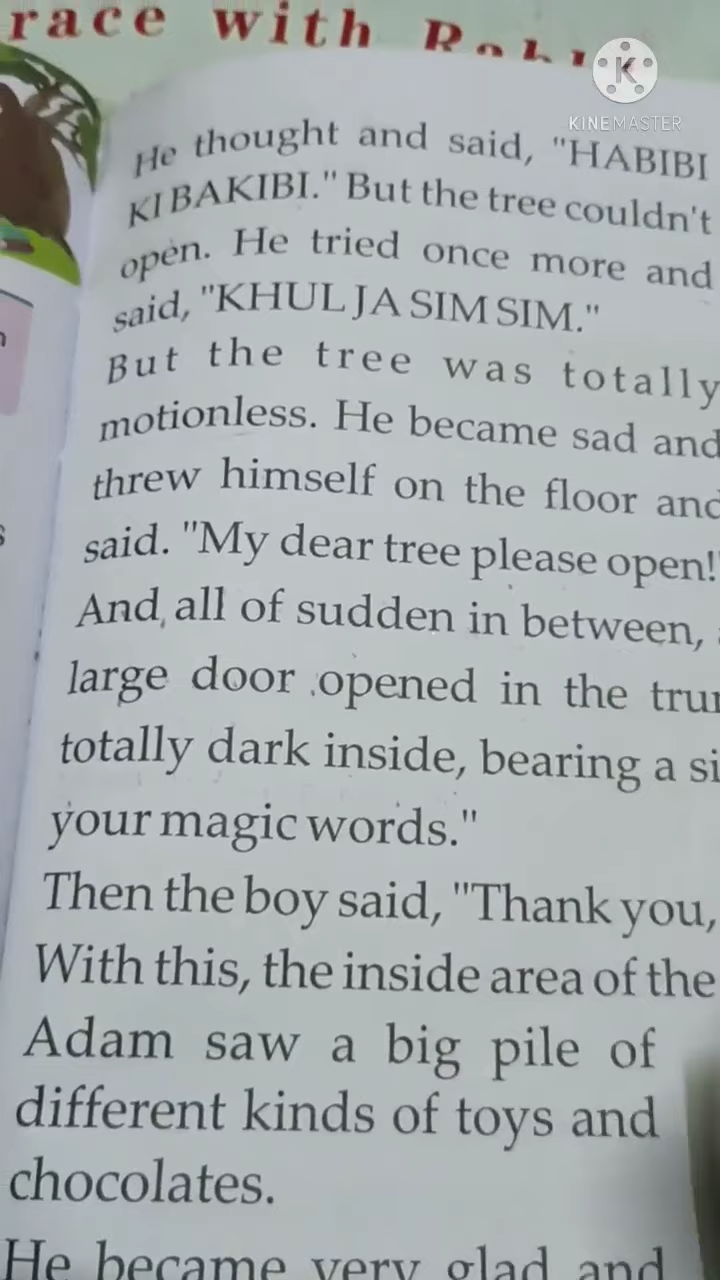 race with
KINEMASTER
He thought and said, "HABIBI
KIBAKIBI." But the tree couldn't
open. He tried once more and
said, "KHUL JA SIM SIM."
But the tree was totally
motionless. He became sad and
threw himself on the floor and
said. "My dear tree please open!"
And, all of sudden in between,
large door opened in the
totally dark inside, bearing a
your magic words."
Then the boy said, "Thank you,
With this, the inside area of the
Adam saw a big pile of
different kinds of toys and
chocolates.
He became very glad and